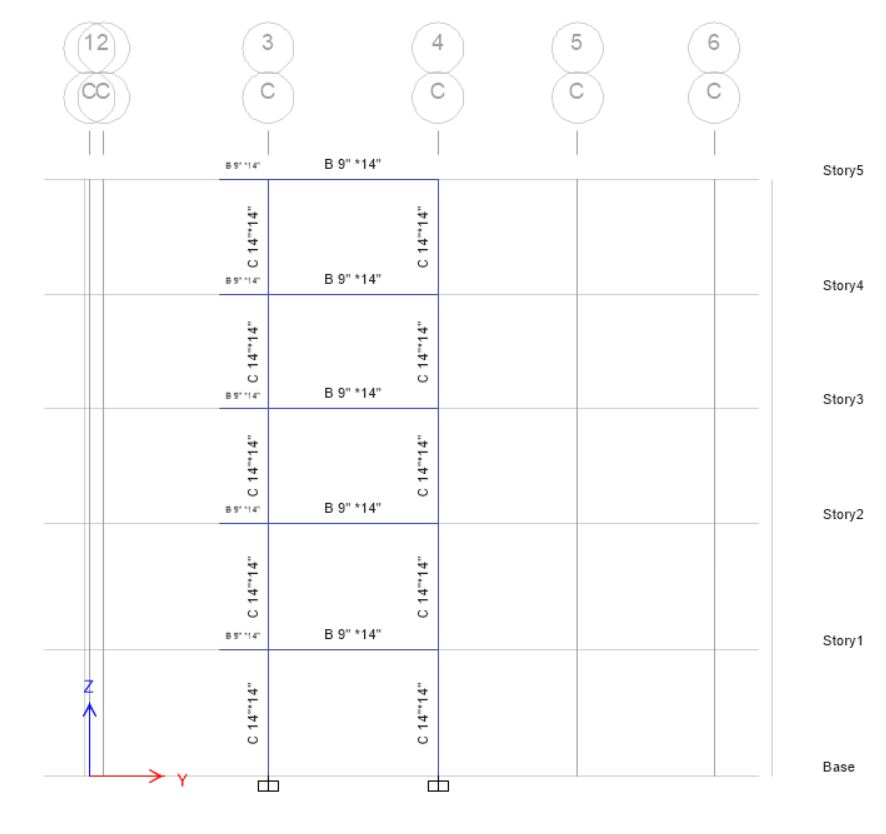 12 3 4 5 6
CC C C C C
B 9" *14" B 9" *14" Story5
C 14"*14" C 14"*14"
B 9" *14" B 9" *14" Story4
C 14"*14" C 14"*14"
B 9" *14" B 9" *14" Story3
C 14"*14" C 14"*14"
B 9" *14" B 9" *14" Story2
C 14"*14" C 14"*14"
B 9" *14" B 9" *14" Story1
Z
C 14"*14" C 14"*14"
Y Base